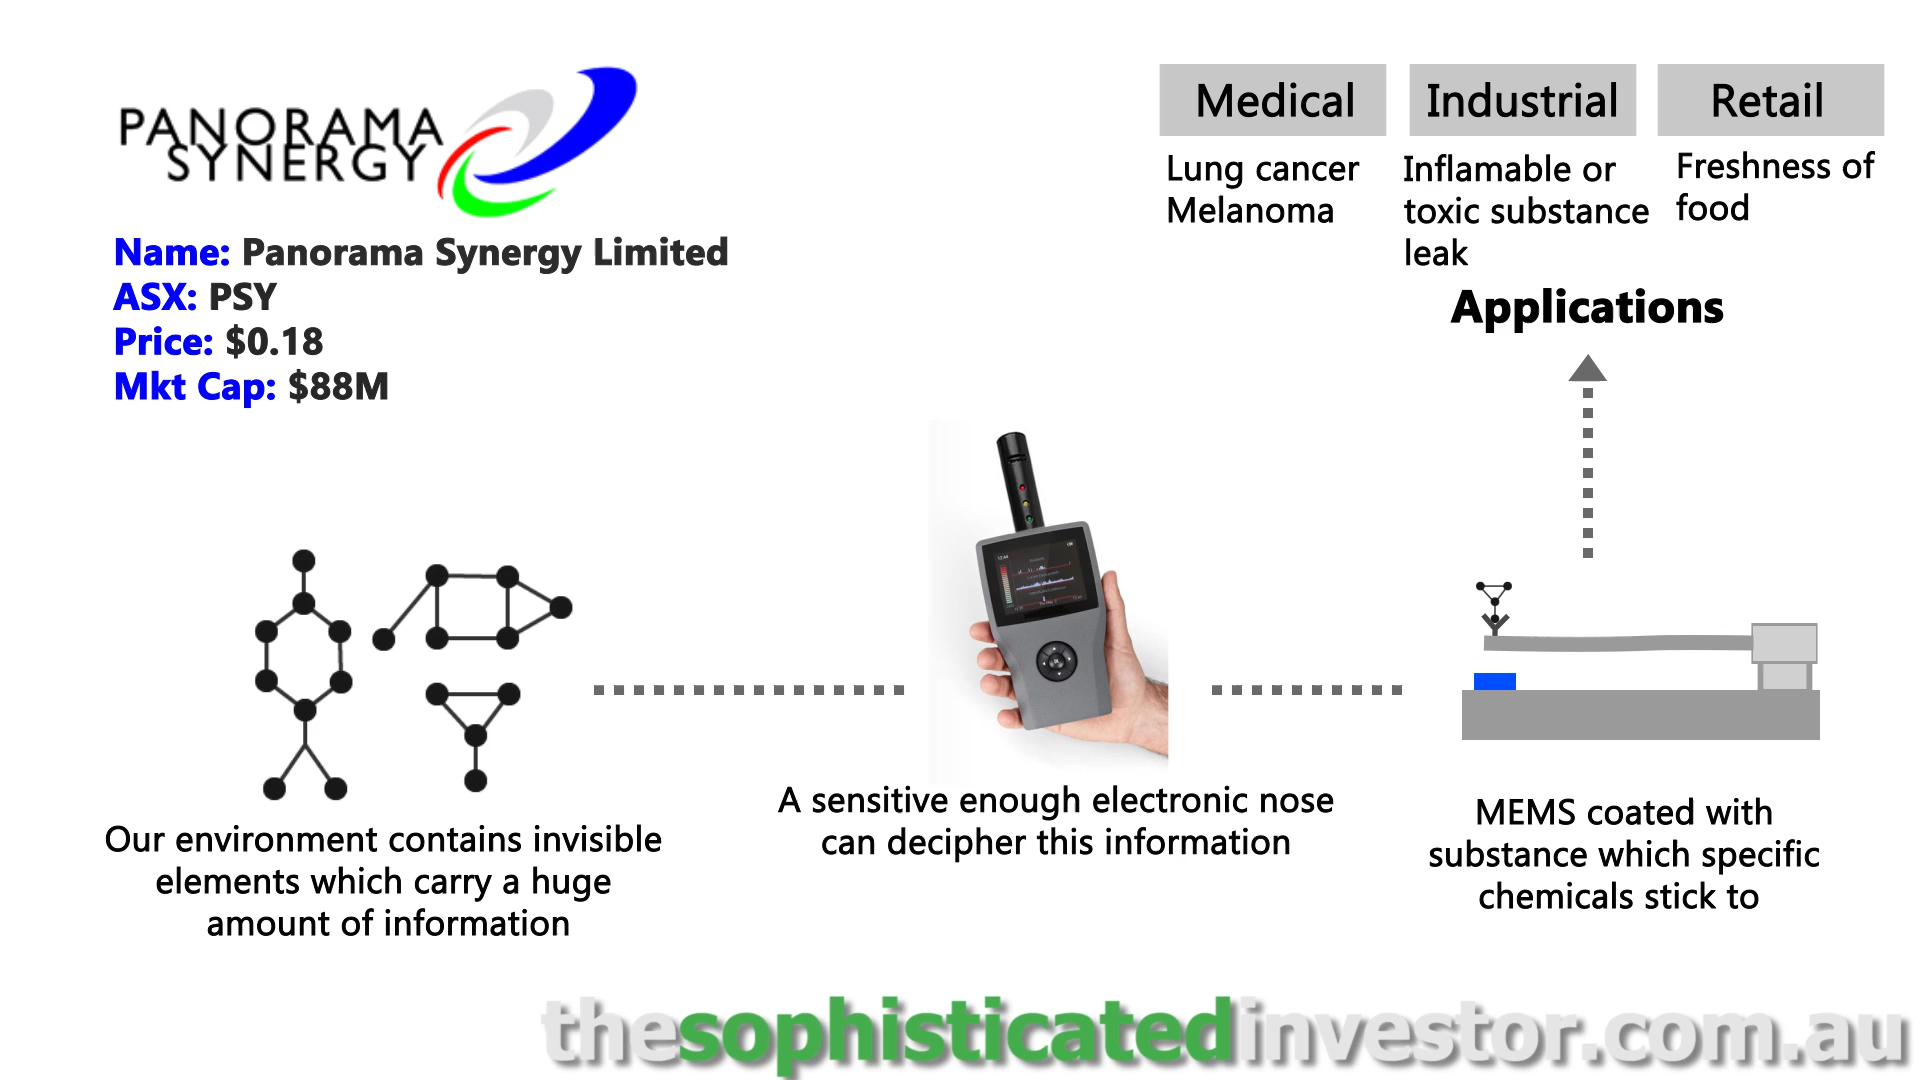 PANORAMA
SYNERGY
Name: Panorama Synergy Limited
ASX: PSY
Price: $0.18
Mkt Cap: $88M
Medical
Lung cancer
Melanoma
Industrial
Inflamable or
toxic substance
leak
Retail
Freshness of
food
Applications
Our environment contains invisible
elements which carry a huge
amount of information
A sensitive enough electronic nose
can decipher this information
MEMS coated with
substance which specific
chemicals stick to
thesophisticatedinvestor.com.au